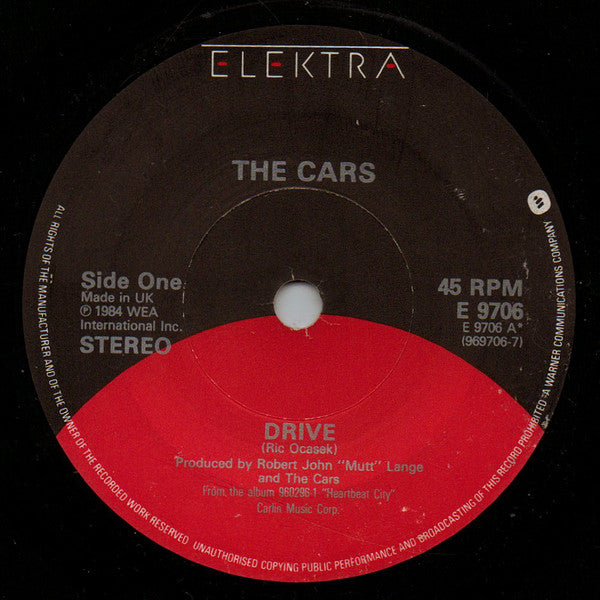 ELEKTRA
THE CARS
Side One
Made in UK
℗ 1984 WEA
International Inc.
STEREO
45 RPM
E 9706
E 9706 A*
(969706-7)
DRIVE
(Ric Ocasek)
Produced by Robert John "Mutt" Lange
and The Cars
From the album 960296-1 "Heartbeat City"
Carlin Music Corp.
ALL RIGHTS OF THE MANUFACTURER AND OF THE OWNER OF THE RECORDED WORK RESERVED. UNAUTHORISED COPYING PUBLIC PERFORMANCE AND BROADCASTING OF THIS RECORD PROHIBITED. A WARNER COMMUNICATIONS COMPANY